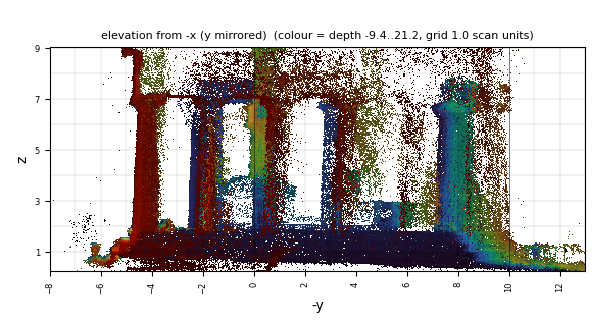 elevation from -x (y mirrored)  (colour = depth -9.4..21.2, grid 1.0 scan units)
9
7
5
3
1
z
−8 −6 −4 −2 0 2 4 6 8 10 12
-y